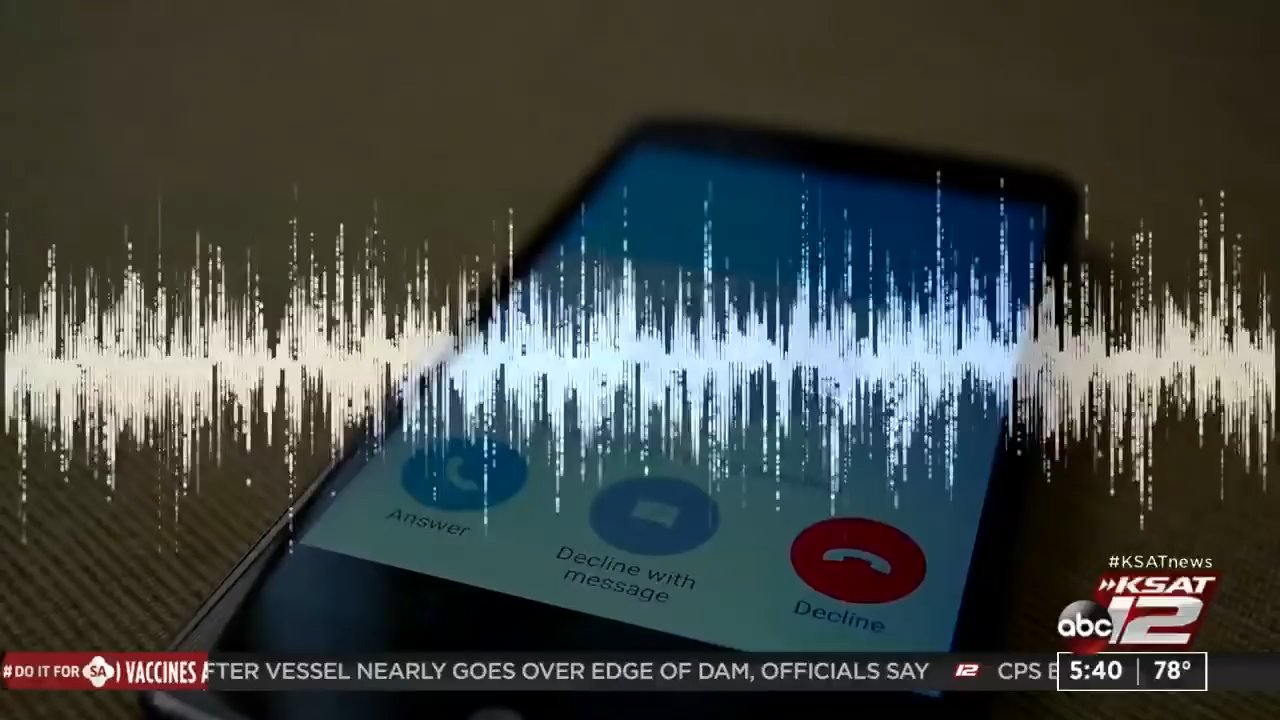 Answer
Decline with
message
Decline
#KSATnews
KSAT
abc 12
#DO IT FOR SA VACCINES
FTER VESSEL NEARLY GOES OVER EDGE OF DAM, OFFICIALS SAY 12 CPS
5:40 78°